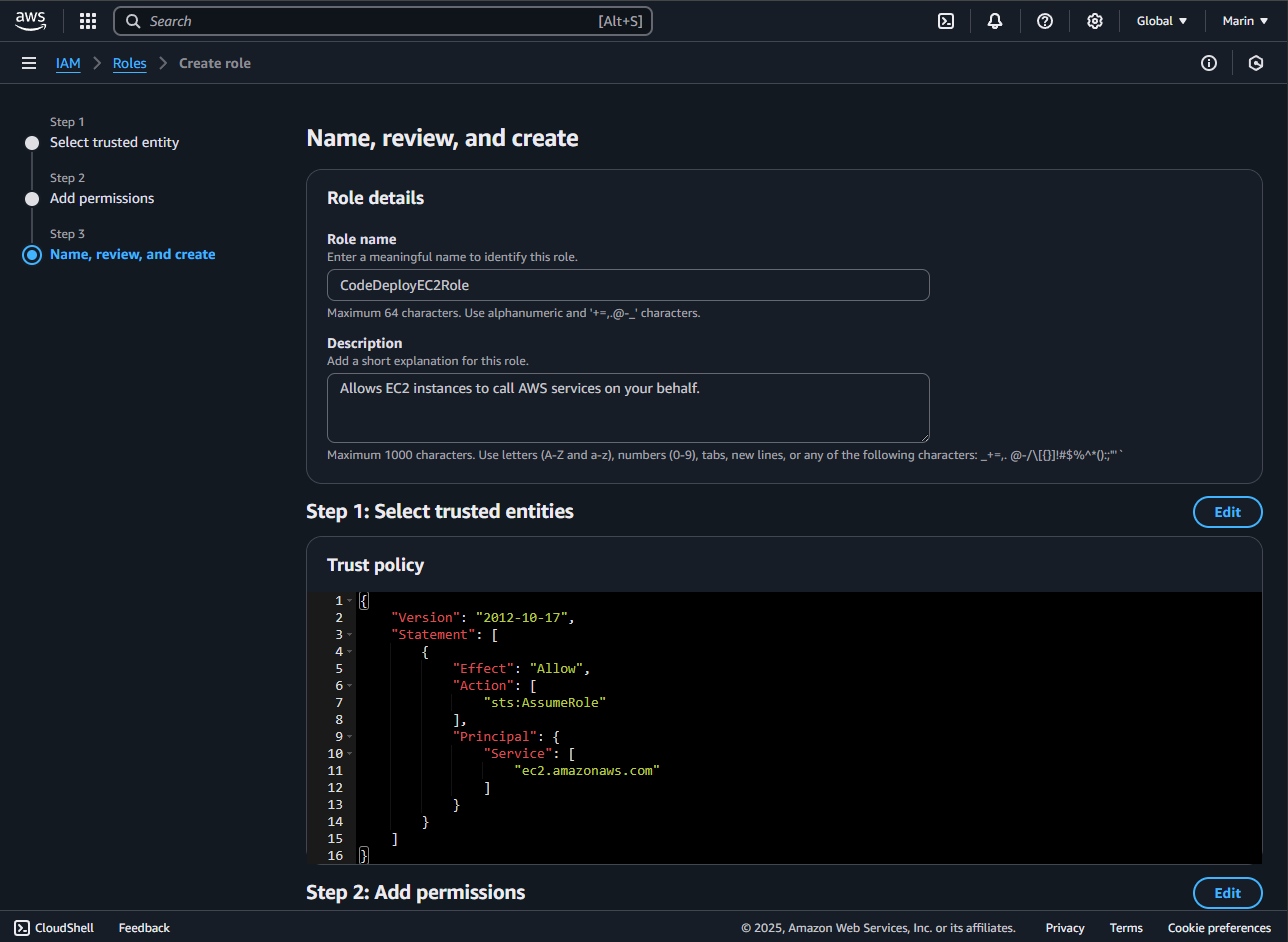 aws
Search [Alt+S]
Global
Marin
IAM > Roles > Create role
Step 1
Select trusted entity
Step 2
Add permissions
Step 3
Name, review, and create
Name, review, and create
Role details
Role name
Enter a meaningful name to identify this role.
CodeDeployEC2Role
Maximum 64 characters. Use alphanumeric and '+=,.@-_' characters.
Description
Add a short explanation for this role.
Allows EC2 instances to call AWS services on your behalf.
Maximum 1000 characters. Use letters (A-Z and a-z), numbers (0-9), tabs, new lines, or any of the following characters: _+=,. @-/\[{}]!#$%^*();:"'`
Step 1: Select trusted entities
Edit
Trust policy
1 {
2 "Version": "2012-10-17",
3 "Statement": [
4 {
5 "Effect": "Allow",
6 "Action": [
7 "sts:AssumeRole"
8 ],
9 "Principal": {
10 "Service": [
11 "ec2.amazonaws.com"
12 ]
13 }
14 }
15 ]
16 }
Step 2: Add permissions
Edit
CloudShell Feedback © 2025, Amazon Web Services, Inc. or its affiliates. Privacy Terms Cookie preferences